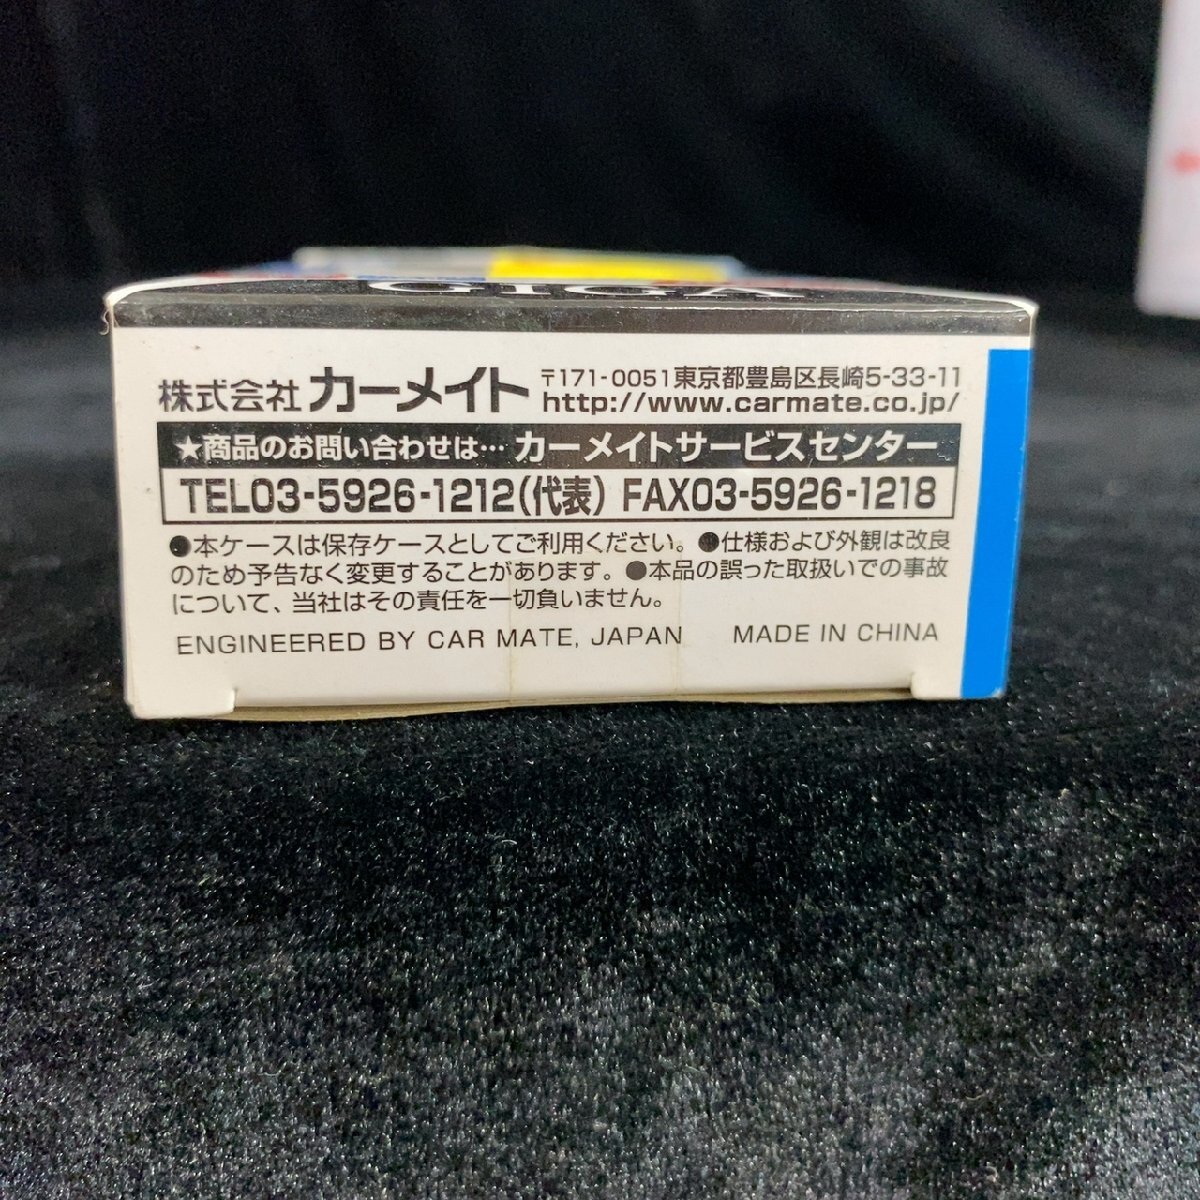 GIGA
株式会社 カーメイト 〒171-0051東京都豊島区長崎5-33-11
http://www.carmate.co.jp/
★商品のお問い合わせは… カーメイトサービスセンター
TEL03-5926-1212(代表) FAX03-5926-1218
●本ケースは保存ケースとしてご利用ください。●仕様および外観は改良
のため予告なく変更することがあります。●本品の誤った取扱いでの事故
について、当社はその責任を一切負いません。
ENGINEERED BY CAR MATE, JAPAN MADE IN CHINA